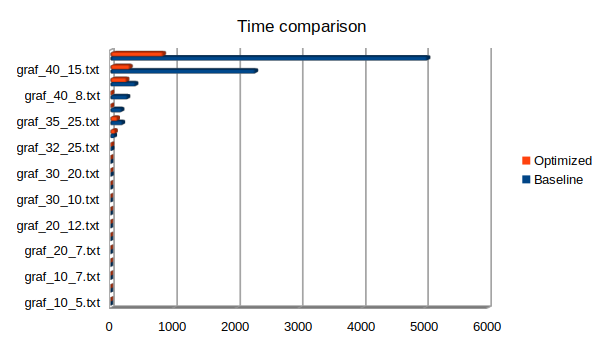 Time comparison
graf_40_15.txt
graf_40_8.txt
graf_35_25.txt
graf_32_25.txt
graf_30_20.txt
graf_30_10.txt
graf_20_12.txt
graf_20_7.txt
graf_10_7.txt
graf_10_5.txt
0 1000 2000 3000 4000 5000 6000
Optimized
Baseline